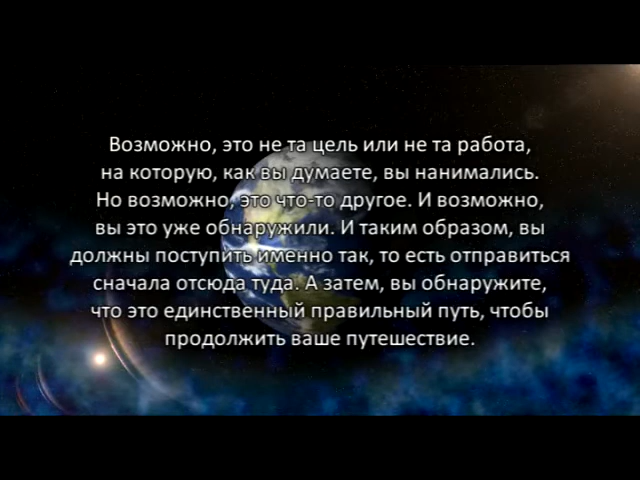 Возможно, это не та цель или не та работа,
на которую, как вы думаете, вы нанимались.
Но возможно, это что-то другое. И возможно,
вы это уже обнаружили. И таким образом, вы
должны поступить именно так, то есть отправиться
сначала отсюда туда. А затем, вы обнаружите,
что это единственный правильный путь, чтобы
продолжить ваше путешествие.